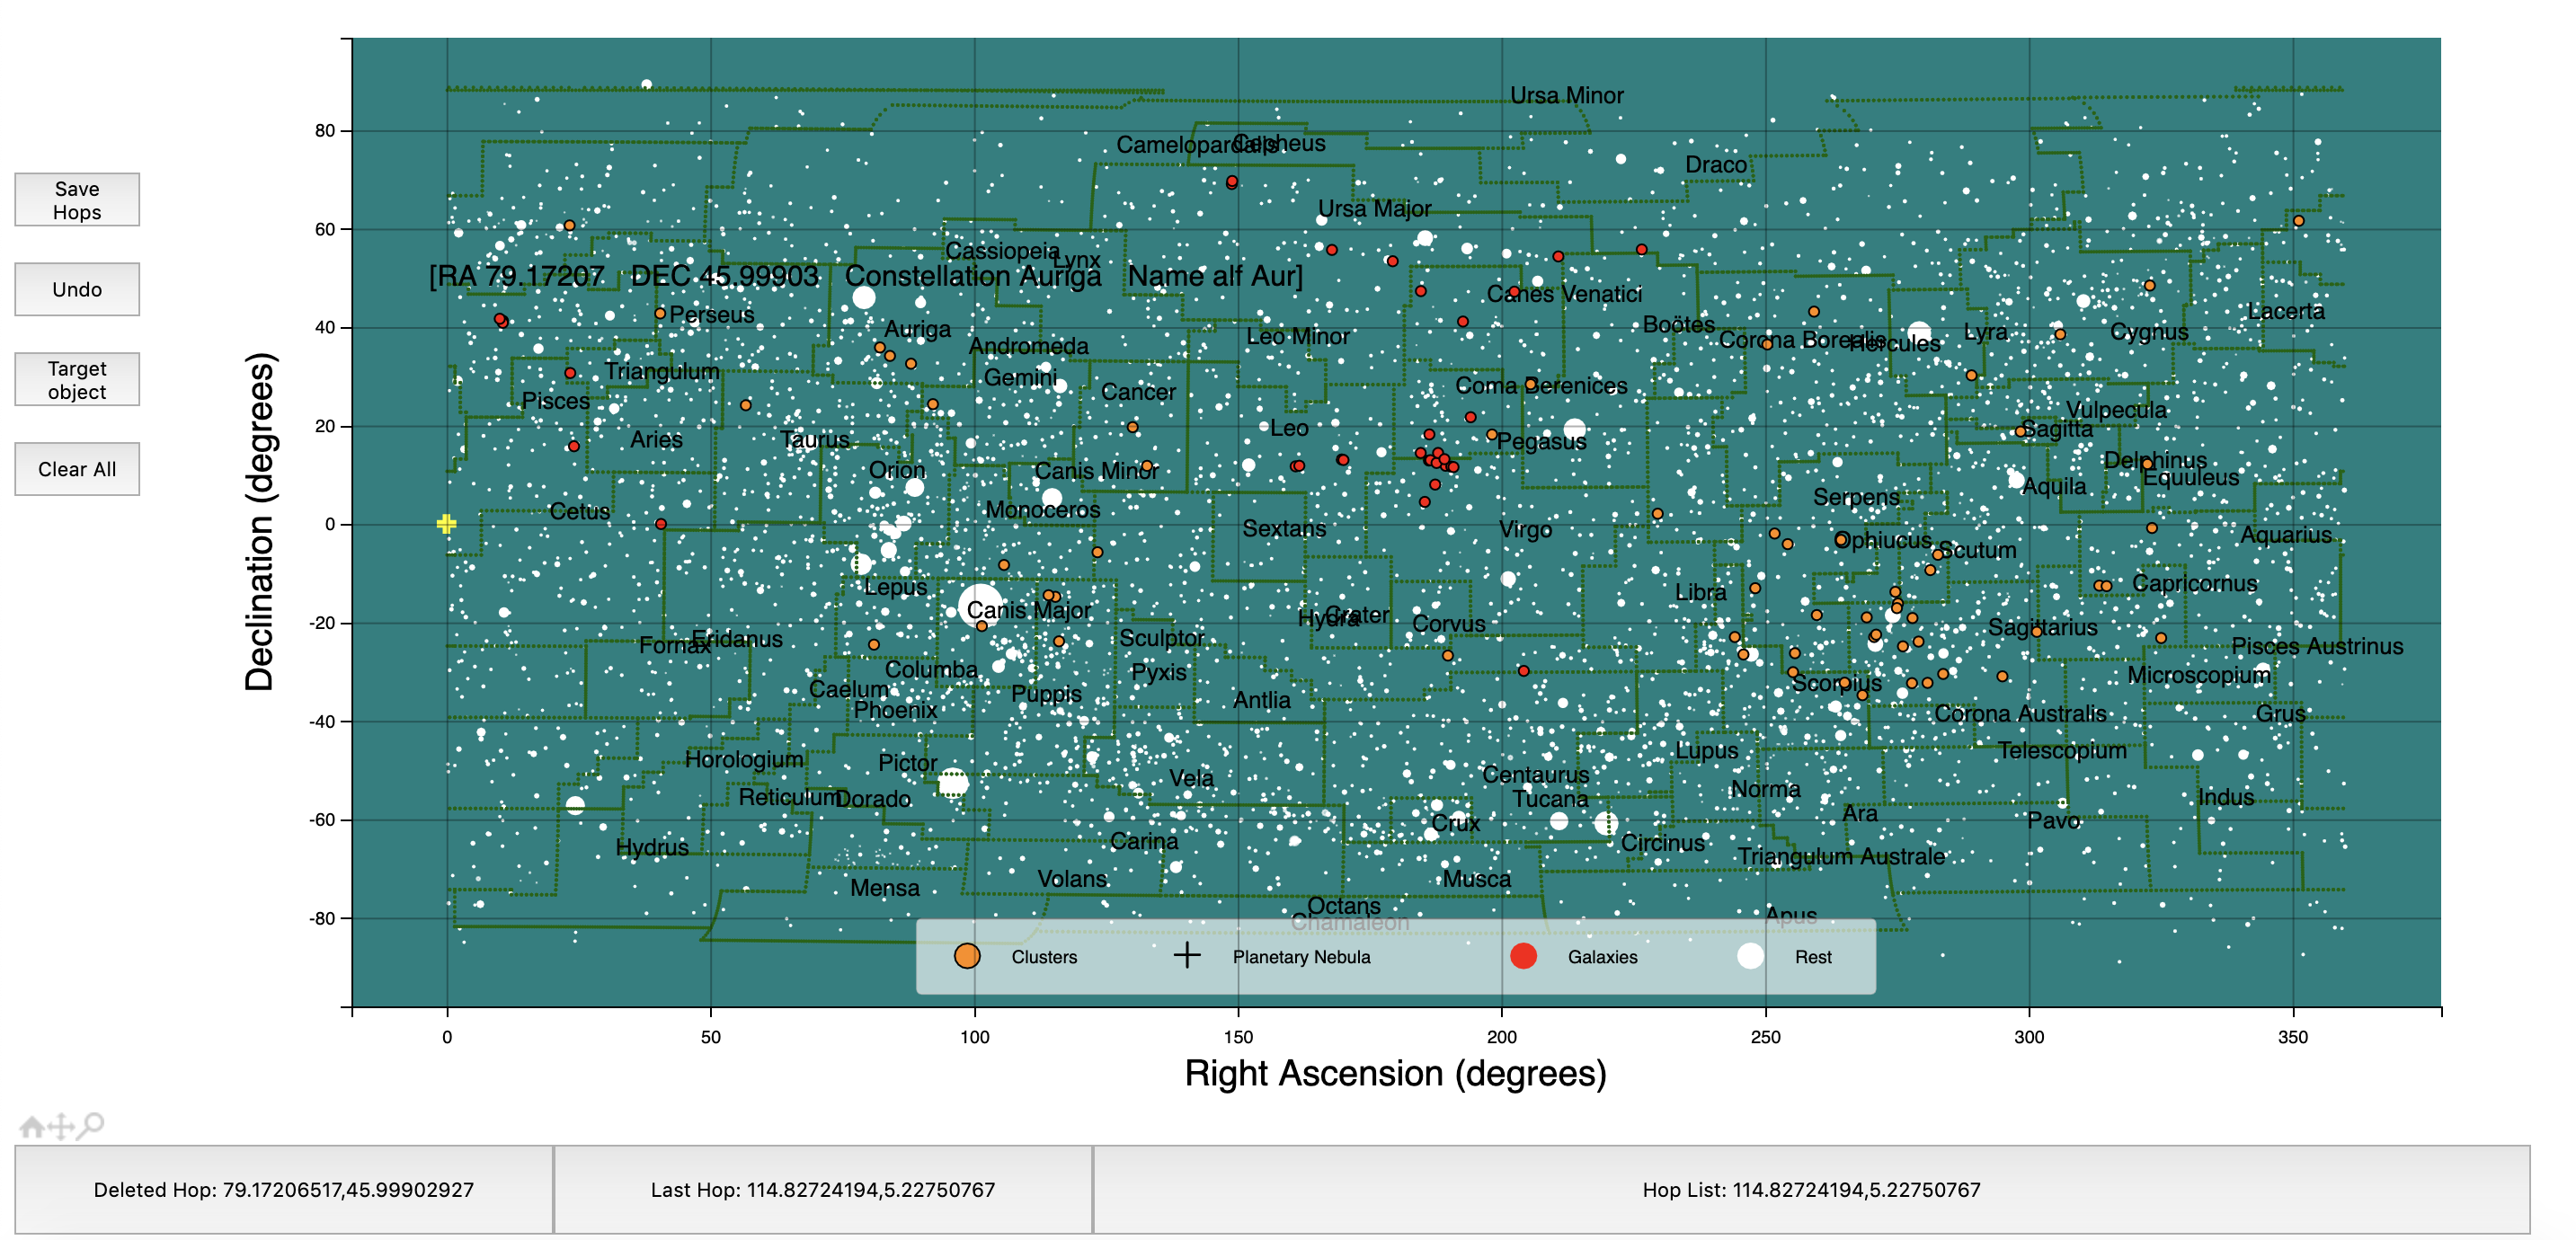 Save
Hops
Undo
Target
object
Clear All
Declination (degrees)
80
60
40
20
0
-20
-40
-60
-80
Ursa Minor
Camelopardalis
Cepheus
Draco
Ursa Major
Cassiopeia
Lynx
[RA 79.17207 DEC 45.99903 Constellation Auriga Name alf Aur]
Canes Venatici
Lacerta
Perseus
Auriga
Boötes
Leo Minor
Corona Borealis
Hercules
Lyra
Cygnus
Andromeda
Triangulum
Gemini
Cancer
Coma Berenices
Pisces
Vulpecula
Aries
Taurus
Leo
Pegasus
Sagitta
Orion
Canis Minor
Delphinus
Equuleus
Aquila
Serpens
Cetus
Monoceros
Sextans
Virgo
Aquarius
Ophiucus
Scutum
Lepus
Libra
Capricornus
Canis Major
Hydra
Crater
Corvus
Sagittarius
Fornax
Eridanus
Sculptor
Pisces Austrinus
Columba
Pyxis
Microscopium
Caelum
Puppis
Antlia
Scorpius
Phoenix
Corona Australis
Grus
Horologium
Pictor
Lupus
Telescopium
Vela
Centaurus
Reticulum
Dorado
Tucana
Norma
Indus
Ara
Pavo
Crux
Hydrus
Carina
Circinus
Triangulum Australe
Mensa
Volans
Musca
Octans
Chamaleon
Apus
Clusters
Planetary Nebula
Galaxies
Rest
0
50
100
150
200
250
300
350
Right Ascension (degrees)
Deleted Hop: 79.17206517,45.99902927
Last Hop: 114.82724194,5.22750767
Hop List: 114.82724194,5.22750767